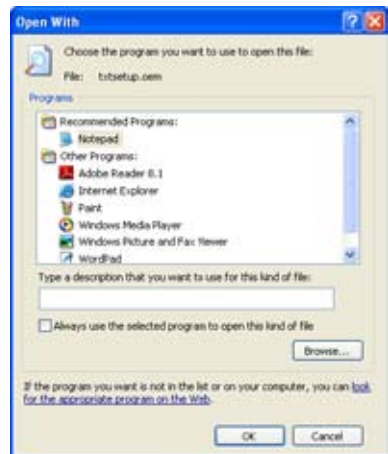 Open With
Choose the program you want to use to open this file:
File: txtsetup.oem
Programs
Recommended Programs:
Notepad
Other Programs:
Adobe Reader 8.1
Internet Explorer
Paint
Windows Media Player
Windows Picture and Fax Viewer
WordPad
Type a description that you want to use for this kind of file:
Always use the selected program to open this kind of file
Browse...
If the program you want is not in the list or on your computer, you can look
for the appropriate program on the Web.
OK Cancel